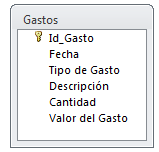 Gastos
Id_Gasto
Fecha
Tipo de Gasto
Descripción
Cantidad
Valor del Gasto